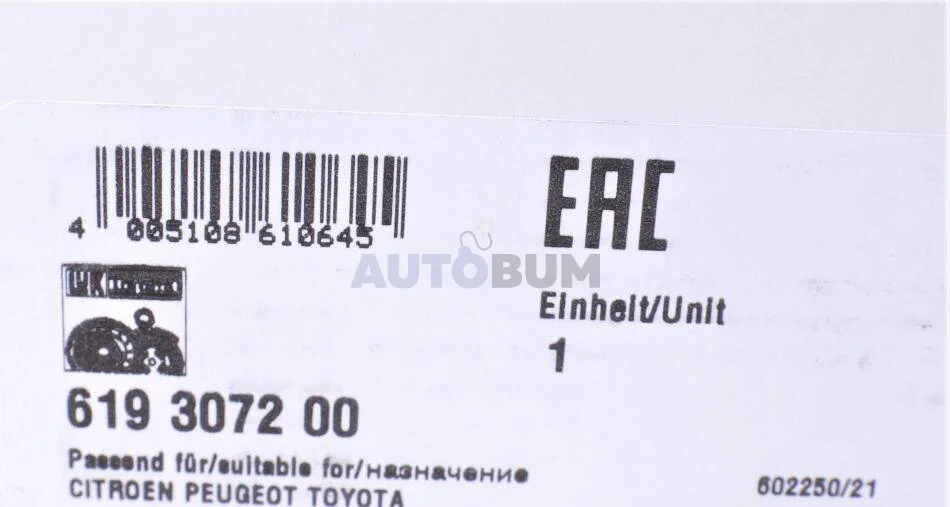 EAC
4 005108 610645
AUTOBUM
LuK
Einheit/Unit
1
619 3072 00
Passend für/suitable for/назначение
CITROEN PEUGEOT TOYOTA
602250/21